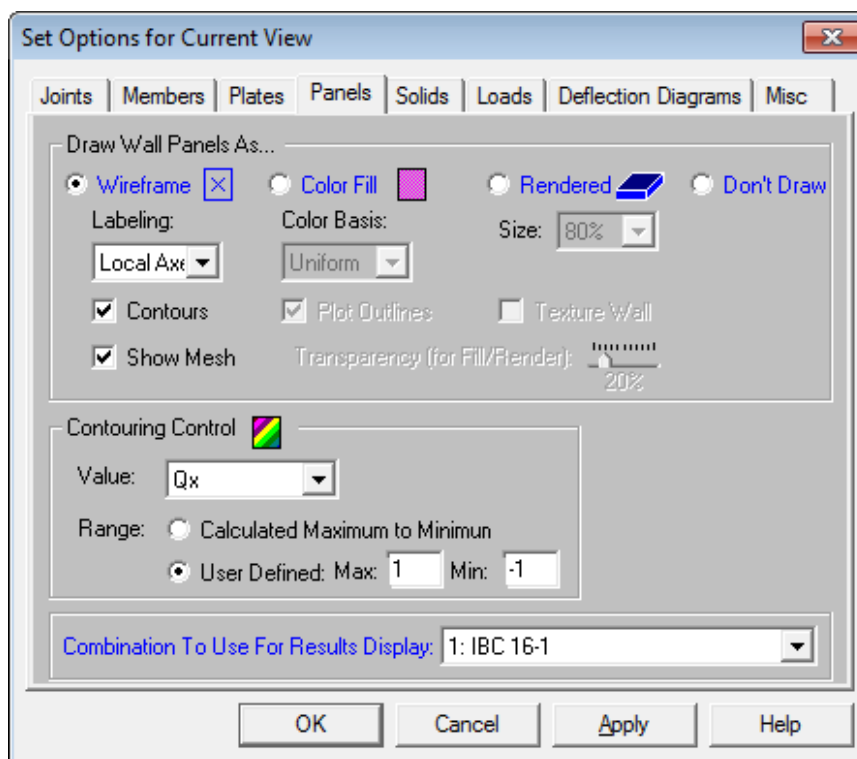 Set Options for Current View
Joints Members Plates Panels Solids Loads Deflection Diagrams Misc
Draw Wall Panels As...
Wireframe Color Fill Rendered Don't Draw
Labeling: Color Basis: Size: 80%
Local Axe Uniform
Contours Plot Outlines Texture Wall
Show Mesh Transparency (for Fill/Render):
20%
Contouring Control
Value: Qx
Range: Calculated Maximum to Minimun
User Defined: Max: 1 Min: -1
Combination To Use For Results Display: 1: IBC 16-1
OK Cancel Apply Help